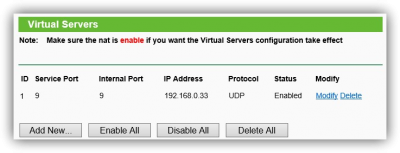 Virtual Servers
Note: Make sure the nat is enable if you want the Virtual Servers configuration take effect
ID Service Port Internal Port IP Address Protocol Status Modify
1 9 9 192.168.0.33 UDP Enabled Modify Delete
Add New... Enable All Disable All Delete All